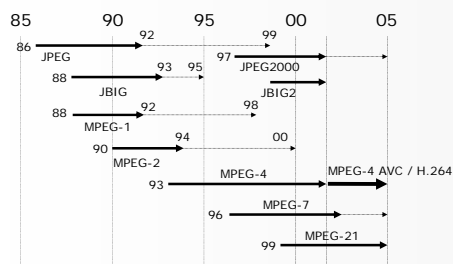 85 90 95 00 05
92 99
86 JPEG 97 JPEG2000
93 95
88 JBIG JBIG2
88 92 98
MPEG-1
94 00
90 MPEG-2
93 MPEG-4 MPEG-4 AVC / H.264
96 MPEG-7
99 MPEG-21